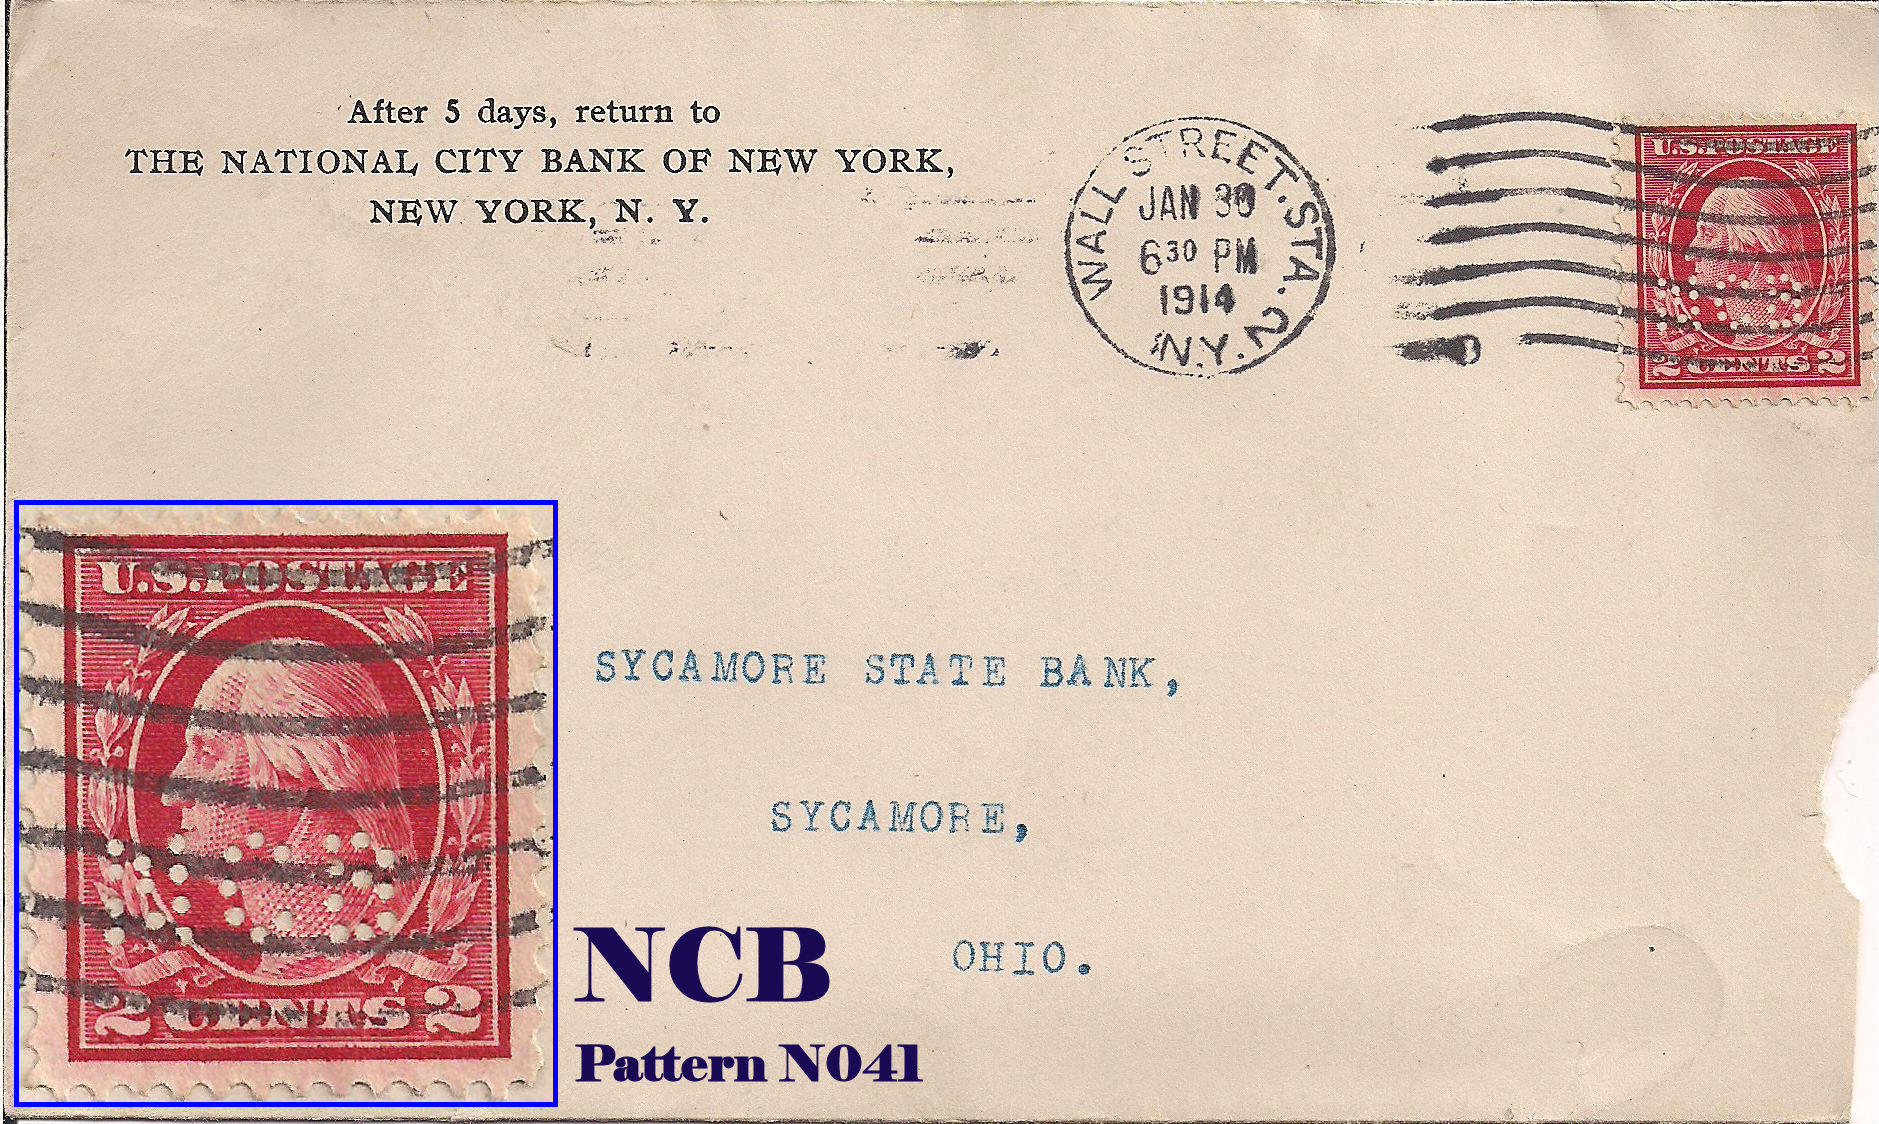 After 5 days, return to
THE NATIONAL CITY BANK OF NEW YORK,
NEW YORK, N. Y.
WALL STREET. STA. 2
JAN 30
6 30 PM
1914
N.Y.
U.S. POSTAGE
2 CENTS 2
U.S. POSTAGE
2 CENTS 2
NCB
SYCAMORE STATE BANK,
SYCAMORE,
OHIO.
NCB
Pattern N041